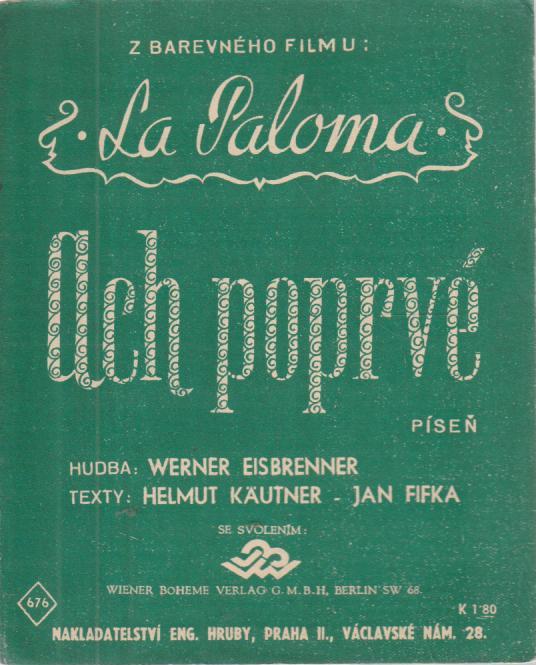 Z BAREVNÉHO FILMU:
· La Paloma ·
Ach poprvé
PÍSEŇ
HUDBA: WERNER EISBRENNER
TEXTY: HELMUT KÄUTNER - JAN FIFKA
SE SVOLENÍM:
WIENER BOHEME VERLAG G.M.B.H, BERLIN SW 68.
676
K 1·80
NAKLADATELSTVÍ ENG. HRUBY, PRAHA II., VÁCLAVSKÉ NÁM. 28.